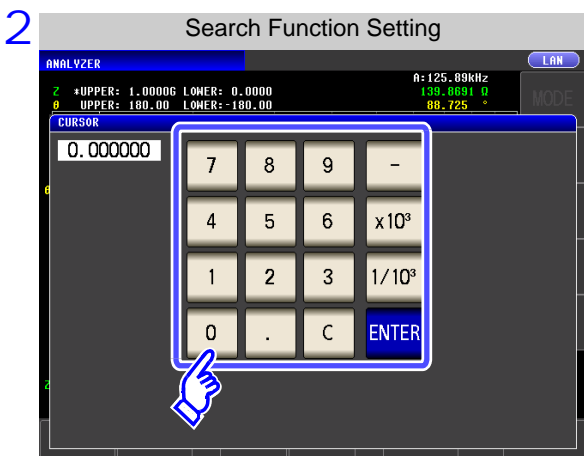 2
Search Function Setting
ANALYZER
LAN
A:125.89kHz
Z *UPPER: 1.0000G LOWER: 0.0000 139.8691 Ω
θ UPPER: 180.00 LOWER:-180.00 88.725 °
MODE
CURSOR
0.000000
7 8 9 -
4 5 6 x10³
1 2 3 1/10³
0 . C ENTER
θ
Z